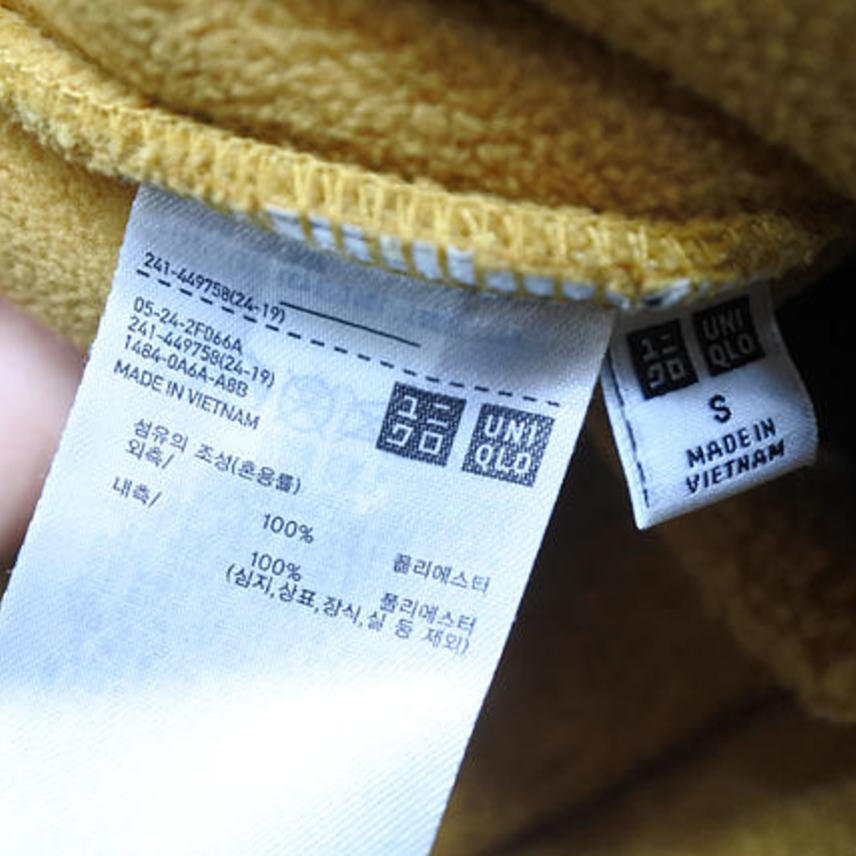 241-449758(24-19)
05-24-2F066A
241-449758(24-19)
1484-0A6A-A8B
MADE IN VIETNAM
ユニ
クロ
UNI
QLO
섬유의 조성(혼용률)
외측/
100%
폴리에스터
내측/
100%
폴리에스터
(심지,상표,장식,실 등 제외)
ユニ
クロ
UNI
QLO
S
MADE IN
VIETNAM